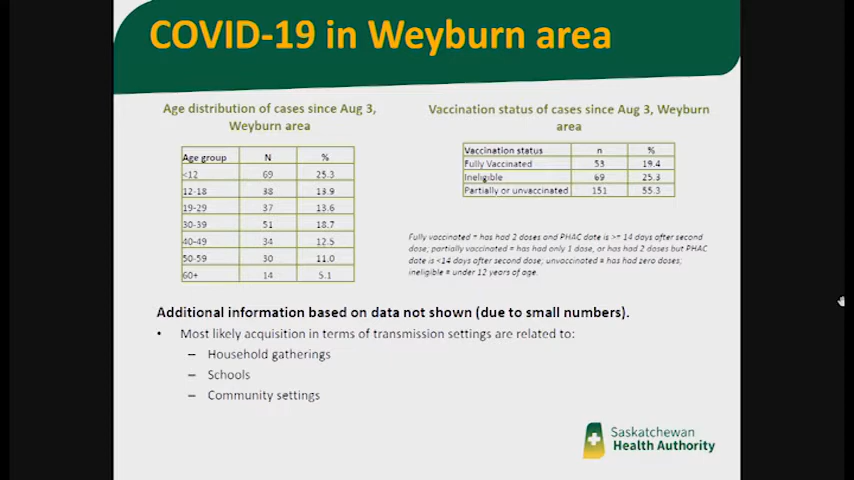 COVID-19 in Weyburn area
Age distribution of cases since Aug 3,
Weyburn area
Age group N %
<12 69 25.3
12-18 38 13.9
19-29 37 13.6
30-39 51 18.7
40-49 34 12.5
50-59 30 11.0
60+ 14 5.1
Vaccination status of cases since Aug 3, Weyburn
area
Vaccination status n %
Fully Vaccinated 53 19.4
Ineligible 69 25.3
Partially or unvaccinated 151 55.3
Fully vaccinated = has had 2 doses and PHAC date is >= 14 days after second
dose; partially vaccinated = has had only 1 dose, or has had 2 doses but PHAC
date is <14 days after second dose; unvaccinated = has had zero doses;
ineligible = under 12 years of age.
Additional information based on data not shown (due to small numbers).
• Most likely acquisition in terms of transmission settings are related to:
– Household gatherings
– Schools
– Community settings
Saskatchewan
Health Authority